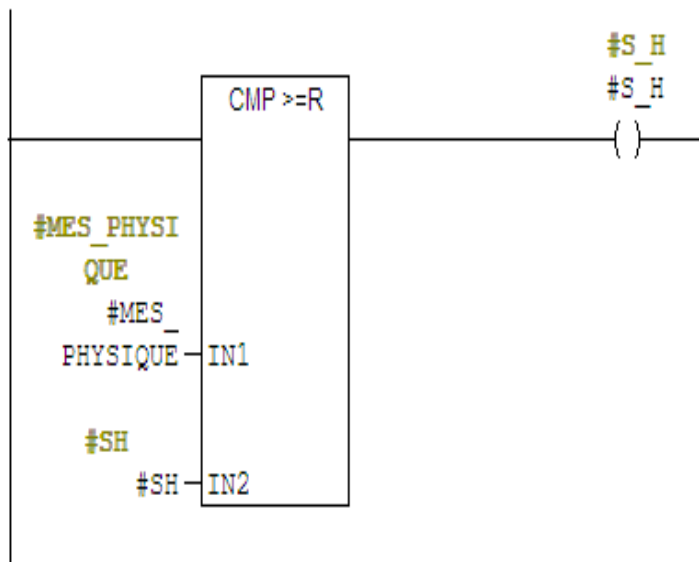 #S_H
#S_H
CMP >=R
#MES_PHYSI
QUE
#MES_
PHYSIQUE
IN1
#SH
#SH
IN2